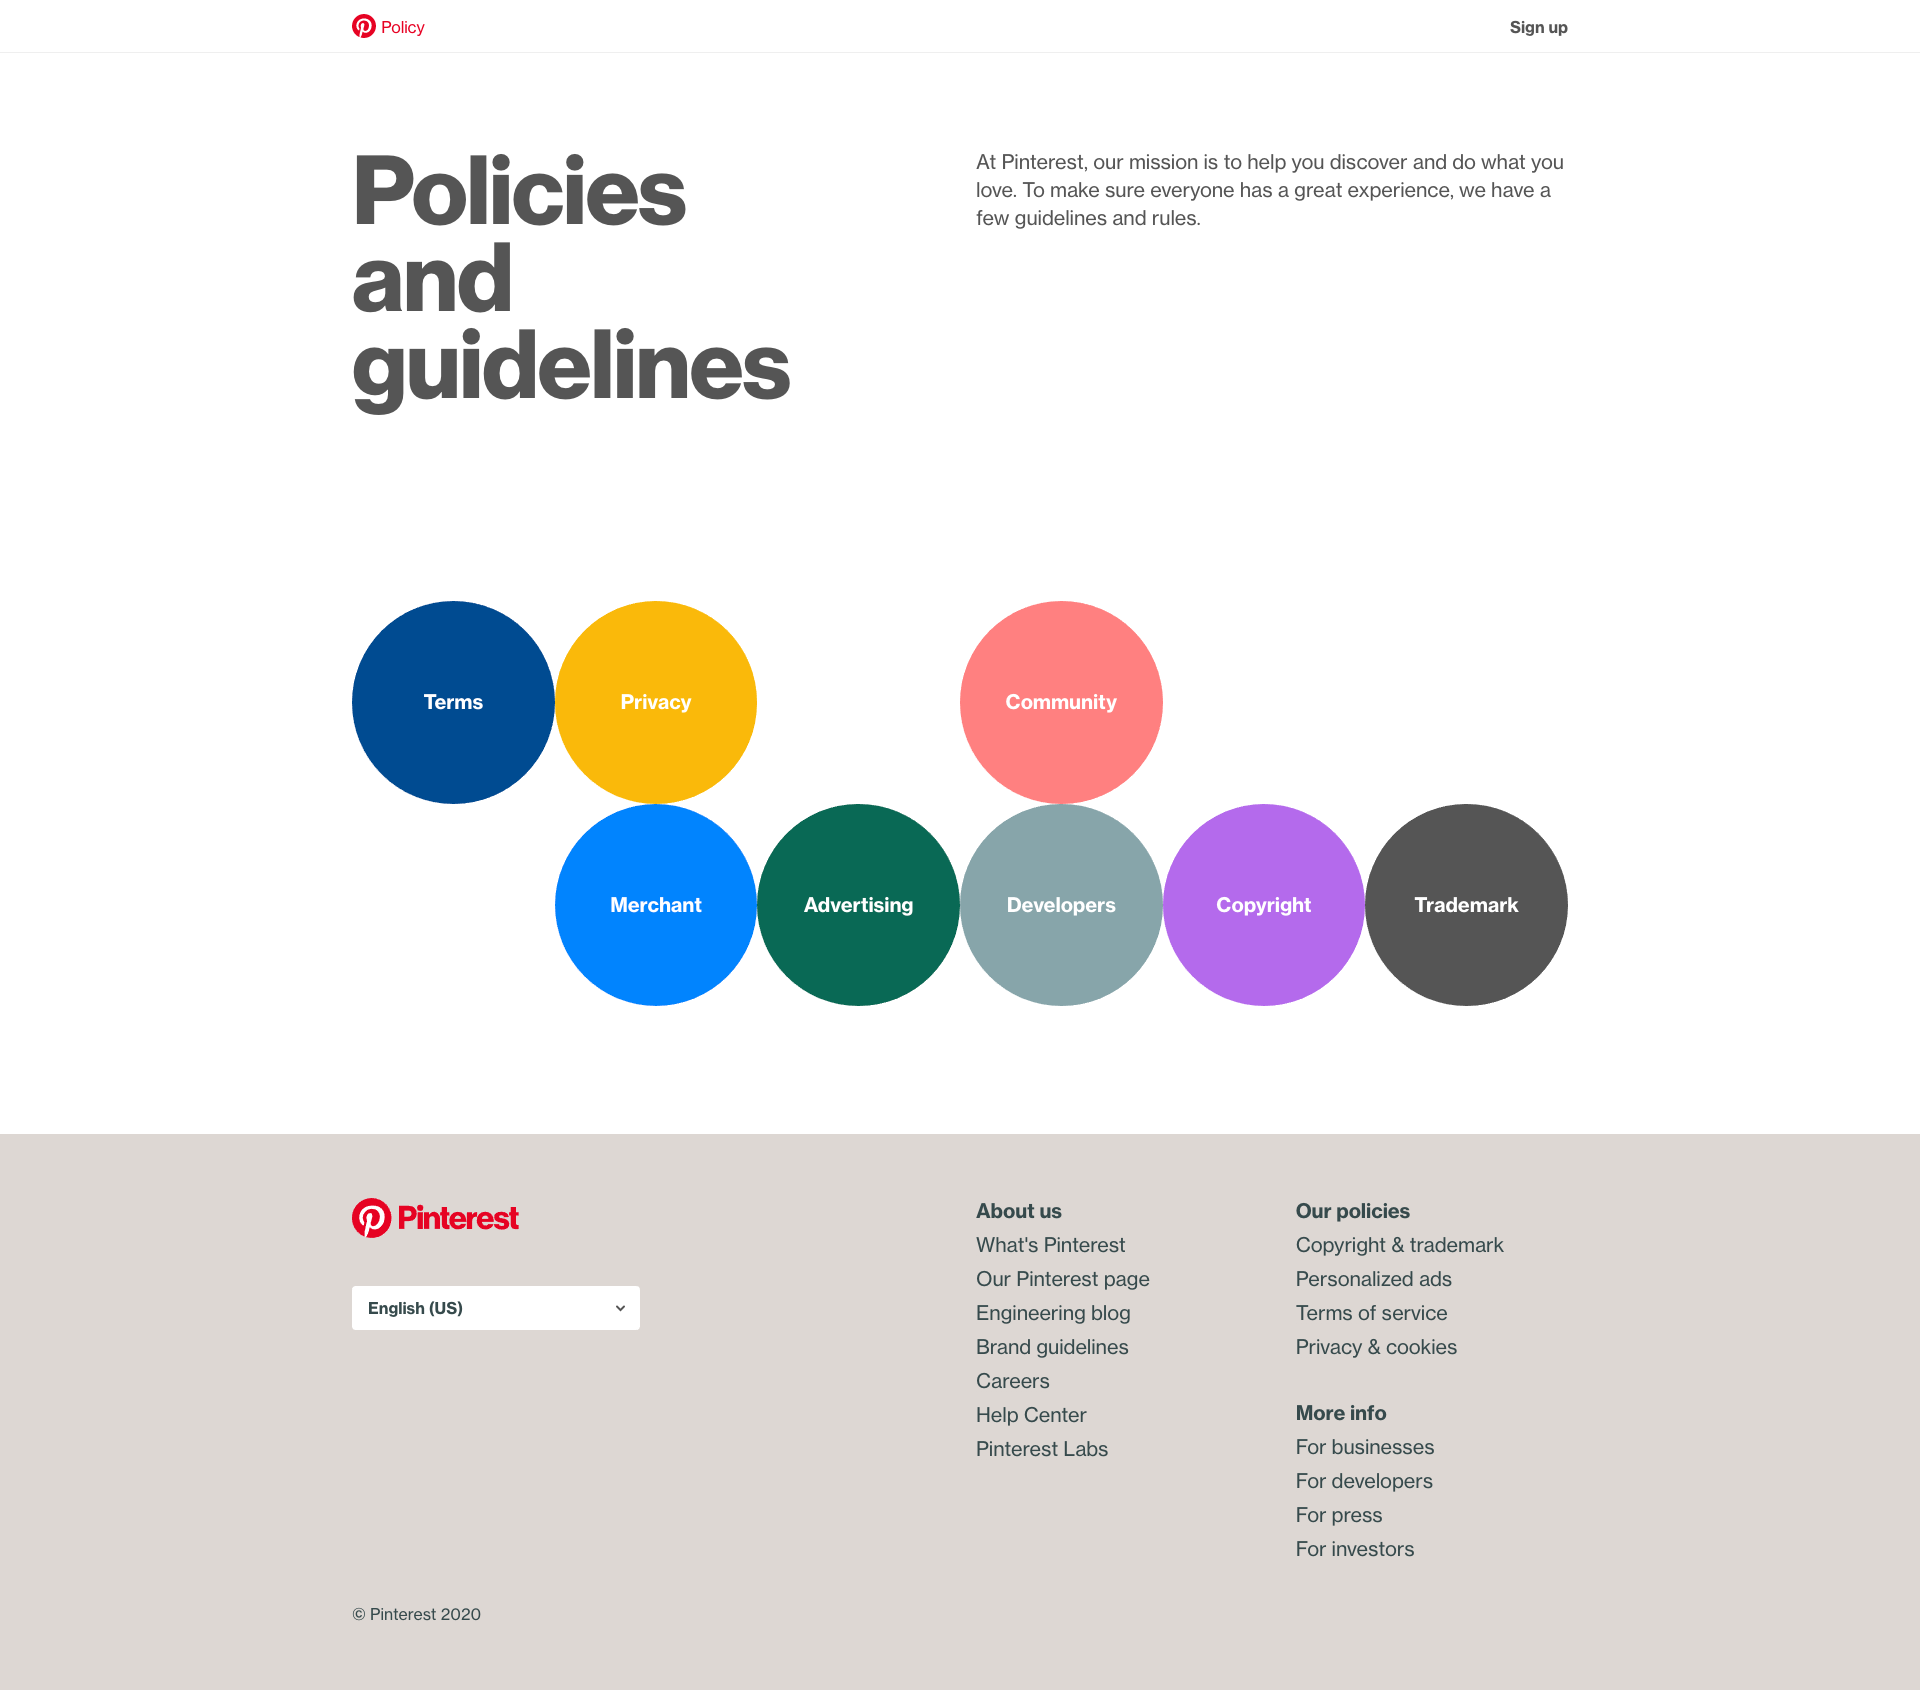 Policy
Sign up
Policies
and
guidelines
At Pinterest, our mission is to help you discover and do what you
love. To make sure everyone has a great experience, we have a
few guidelines and rules.
Terms
Privacy
Community
Merchant
Advertising
Developers
Copyright
Trademark
Pinterest
English (US)
About us
What's Pinterest
Our Pinterest page
Engineering blog
Brand guidelines
Careers
Help Center
Pinterest Labs
Our policies
Copyright & trademark
Personalized ads
Terms of service
Privacy & cookies
More info
For businesses
For developers
For press
For investors
© Pinterest 2020